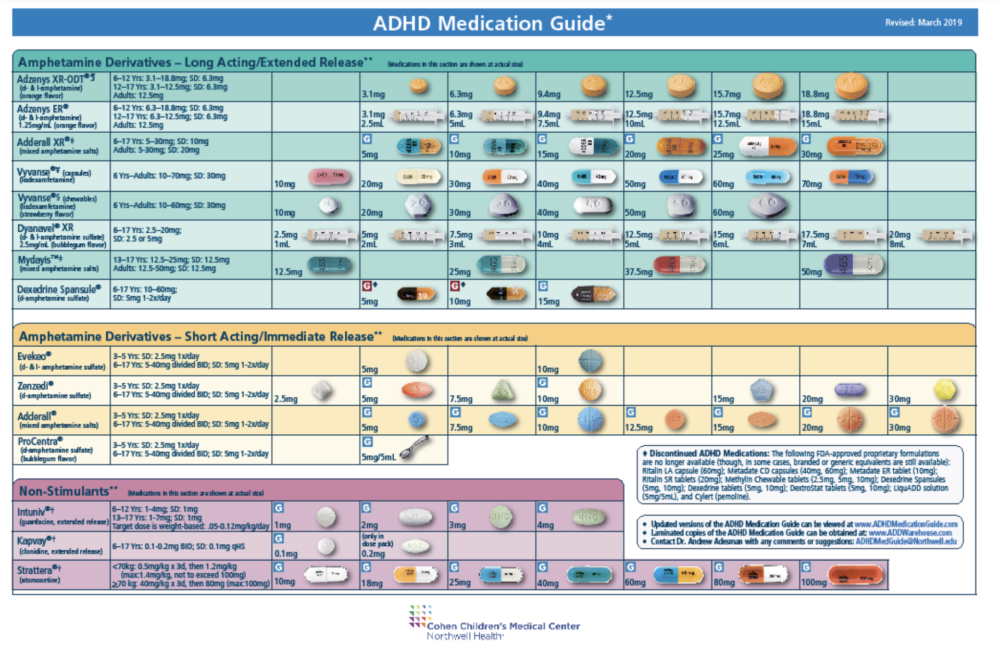 ADHD Medication Guide*
Revised: March 2019
Amphetamine Derivatives – Long Acting/Extended Release** (Medications in this section are shown at actual size)
Adzenys XR-ODT®¶
(d- & l-amphetamine)
(orange flavor)
6–12 Yrs: 3.1–18.8mg; SD: 6.3mg
12–17 Yrs: 3.1–12.5mg; SD: 6.3mg
Adults: 12.5mg
3.1mg
6.3mg
9.4mg
12.5mg
15.7mg
18.8mg
Adzenys ER®
(d- & l-amphetamine)
1.25mg/mL (orange flavor)
6–12 Yrs: 6.3–18.8mg; SD: 6.3mg
12–17 Yrs: 6.3–12.5mg; SD: 6.3mg
Adults: 12.5mg
3.1mg
2.5mL
6.3mg
5mL
9.4mg
7.5mL
12.5mg
10mL
15.7mg
12.5mL
18.8mg
15mL
Adderall XR®‡
(mixed amphetamine salts)
6–17 Yrs: 5–30mg; SD: 10mg
Adults: 5-30mg; SD: 20mg
G
5mg
G
10mg
G
15mg
G
20mg
G
25mg
G
30mg
Vyvanse®¥ (capsules)
(lisdexamfetamine)
6 Yrs–Adults: 10–70mg; SD: 30mg
10mg
20mg
30mg
40mg
50mg
60mg
70mg
Vyvanse®§ (chewables)
(lisdexamfetamine)
(strawberry flavor)
6 Yrs–Adults: 10–60mg; SD: 30mg
10mg
20mg
20
30mg
30
40mg
40
50mg
50
60mg
60
Dyanavel® XR
(d- & l-amphetamine sulfate)
2.5mg/mL (bubblegum flavor)
6–17 Yrs: 2.5–20mg;
SD: 2.5 or 5mg
2.5mg
1mL
5mg
2mL
7.5mg
3mL
10mg
4mL
12.5mg
5mL
15mg
6mL
17.5mg
7mL
20mg
8mL
Mydayis™‡
(mixed amphetamine salts)
13–17 Yrs: 12.5–25mg; SD: 12.5mg
Adults: 12.5-50mg; SD: 12.5mg
12.5mg
465
25mg
465
37.5mg
465
50mg
465
Dexedrine Spansule®
(d-amphetamine sulfate)
6-17 Yrs: 10–60mg;
SD: 5mg 1-2x/day
G♦
5mg
G♦
10mg
G
15mg
Amphetamine Derivatives – Short Acting/Immediate Release** (Medications in this section are shown at actual size)
Evekeo®
(d- & l- amphetamine sulfate)
3–5 Yrs: SD: 2.5mg 1x/day
6–17 Yrs: 5-40mg divided BID; SD: 5mg 1-2x/day
5mg
5
10mg
Zenzedi®
(d-amphetamine sulfate)
3–5 Yrs: SD: 2.5mg 1x/day
6–17 Yrs: 5-40mg divided BID; SD: 5mg 1-2x/day
2.5mg
G
5mg
7.5mg
G
10mg
15mg
15
20mg
20
30mg
Adderall®
(mixed amphetamine salts)
3–5 Yrs: SD: 2.5mg 1x/day
6–17 Yrs: 5-40mg divided BID; SD: 5mg 1-2x/day
G
5mg
5
G
7.5mg
G
10mg
10
G
12.5mg
G
15mg
G
20mg
20
G
30mg
30
ProCentra®
(d-amphetamine sulfate)
(bubblegum flavor)
3–5 Yrs: SD: 2.5mg 1x/day
6–17 Yrs: 5-40mg divided BID; SD: 5mg 1-2x/day
G
5mg/5mL
♦ Discontinued ADHD Medications: The following FDA-approved proprietary formulations
are no longer available (though, in some cases, branded or generic equivalents are still available):
Ritalin LA capsule (60mg); Metadate CD capsules (40mg, 60mg); Metadate ER tablet (10mg);
Ritalin SR tablets (20mg); Methylin Chewable tablets (2.5mg, 5mg, 10mg); Dexedrine Spansules
(5mg, 10mg); Dexedrine tablets (5mg, 10mg); DextroStat tablets (5mg, 10mg); LiquADD solution
(5mg/5mL), and Cylert (pemoline).
Non-Stimulants** (Medications in this section are shown at actual size)
Intuniv®†
(guanfacine, extended release)
6–12 Yrs: 1-4mg; SD: 1mg
13–17 Yrs: 1-7mg; SD: 1mg
Target dose is weight-based: .05-0.12mg/kg/day
G
1mg
1MG
G
2mg
2MG
G
3mg
3MG
G
4mg
4MG
Kapvay®†
(clonidine, extended release)
6–17 Yrs: 0.1-0.2mg BID; SD: 0.1mg qHS
G
0.1mg
(only in
dose pack)
0.2mg
652
Strattera®†
(atomoxetine)
<70kg: 0.5mg/kg x 3d, then 1.2mg/kg
(max:1.4mg/kg, not to exceed 100mg)
≥70 kg: 40mg/kg x 3d, then 80mg (max:100mg)
G
10mg
G
18mg
G
25mg
G
40mg
G
60mg
G
80mg
G
100mg
• Updated versions of the ADHD Medication Guide can be viewed at www.ADHDMedicationGuide.com
• Laminated copies of the ADHD Medication Guide can be obtained at: www.ADDWarehouse.com
• Contact Dr. Andrew Adesman with any comments or suggestions: ADHDMedGuide@Northwell.edu
Cohen Children's Medical Center
Northwell Health